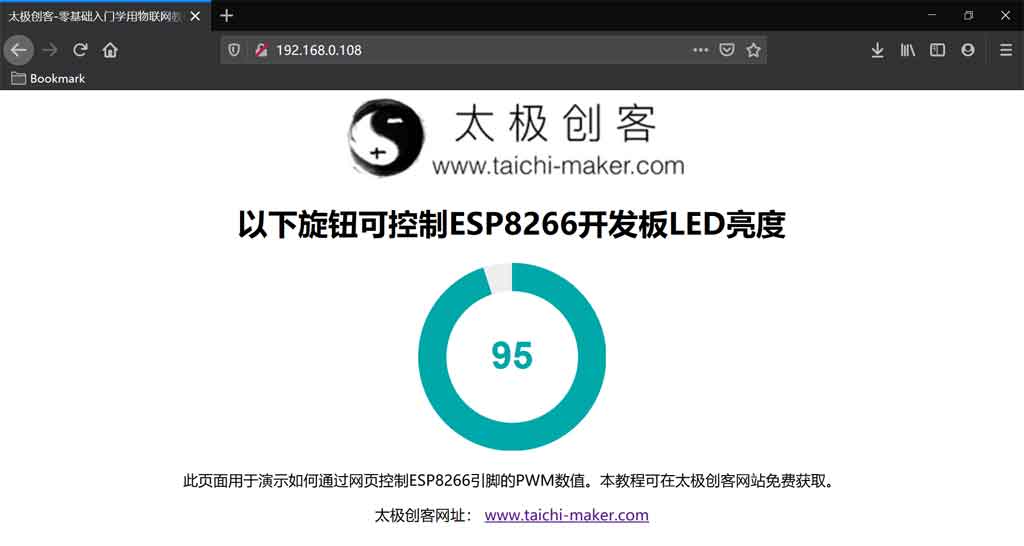 太极创客-零基础入门学用物联网教
192.168.0.108
Bookmark
太极创客
www.taichi-maker.com
以下旋钮可控制ESP8266开发板LED亮度
95
此页面用于演示如何通过网页控制ESP8266引脚的PWM数值。本教程可在太极创客网站免费获取。
太极创客网址： www.taichi-maker.com